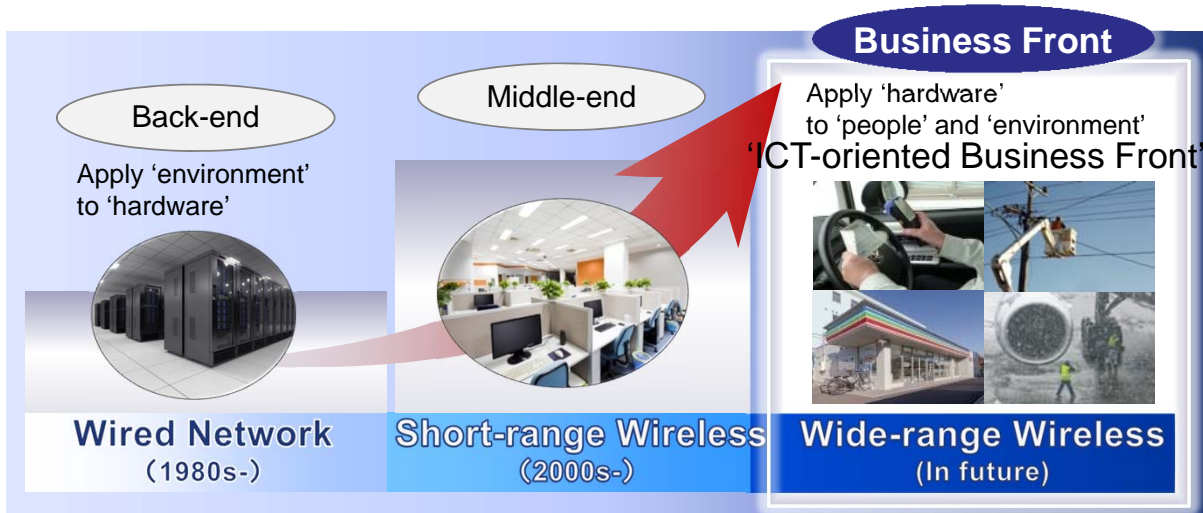 Business Front
Back-end
Middle-end
Apply ‘environment’
to ‘hardware’
Apply ‘hardware’
to ‘people’ and ‘environment’
‘ICT-oriented Business Front’
Wired Network
（1980s-）
Short-range Wireless
（2000s-）
Wide-range Wireless
(In future)